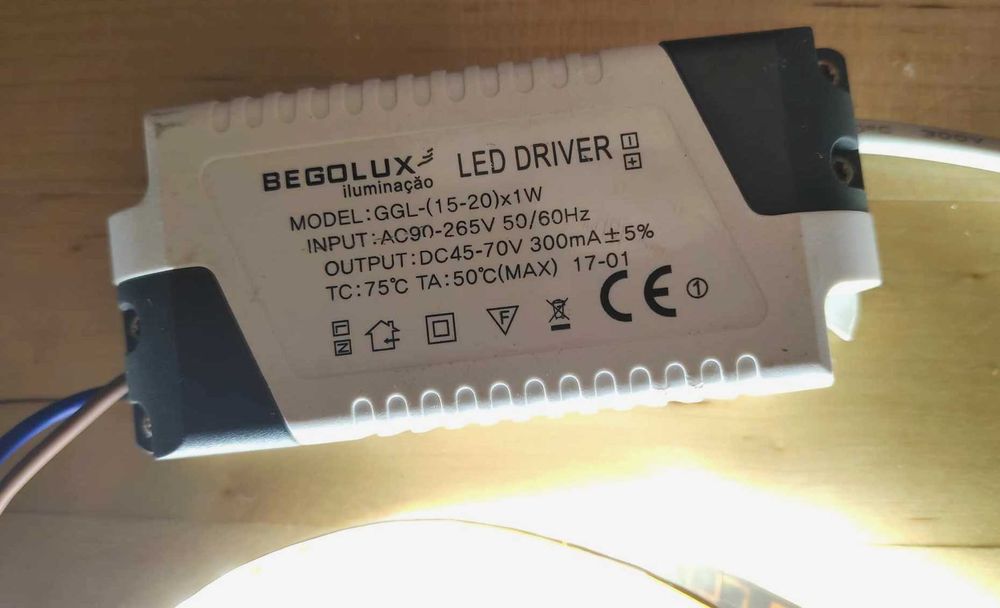 BEGOLUX LED DRIVER - +
iluminação
MODEL:GGL-(15-20)x1W
INPUT:AC90-265V 50/60Hz
OUTPUT:DC45-70V 300mA±5%
TC:75℃ TA:50℃(MAX) 17-01
L N F CE ①